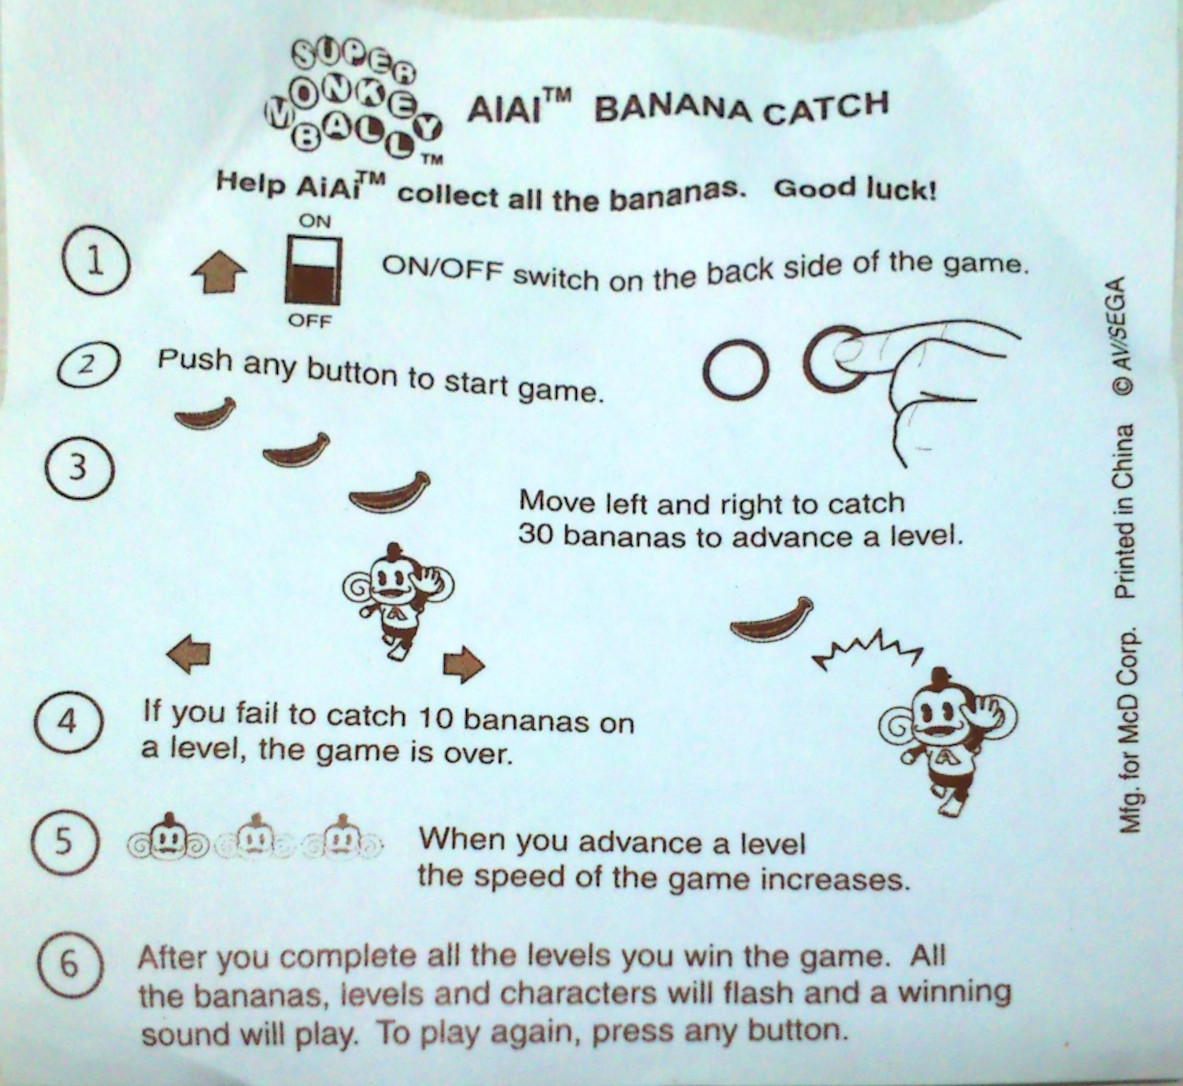 SUPER
MONKEY
BALL™
AIAI™ BANANA CATCH
Help AiAi™ collect all the bananas. Good luck!
1
ON
OFF
ON/OFF switch on the back side of the game.
2
Push any button to start game.
3
Move left and right to catch
30 bananas to advance a level.
A
4
If you fail to catch 10 bananas on
a level, the game is over.
A
5
When you advance a level
the speed of the game increases.
6
After you complete all the levels you win the game. All
the bananas, levels and characters will flash and a winning
sound will play. To play again, press any button.
Mfg. for McD Corp. Printed in China © AV/SEGA